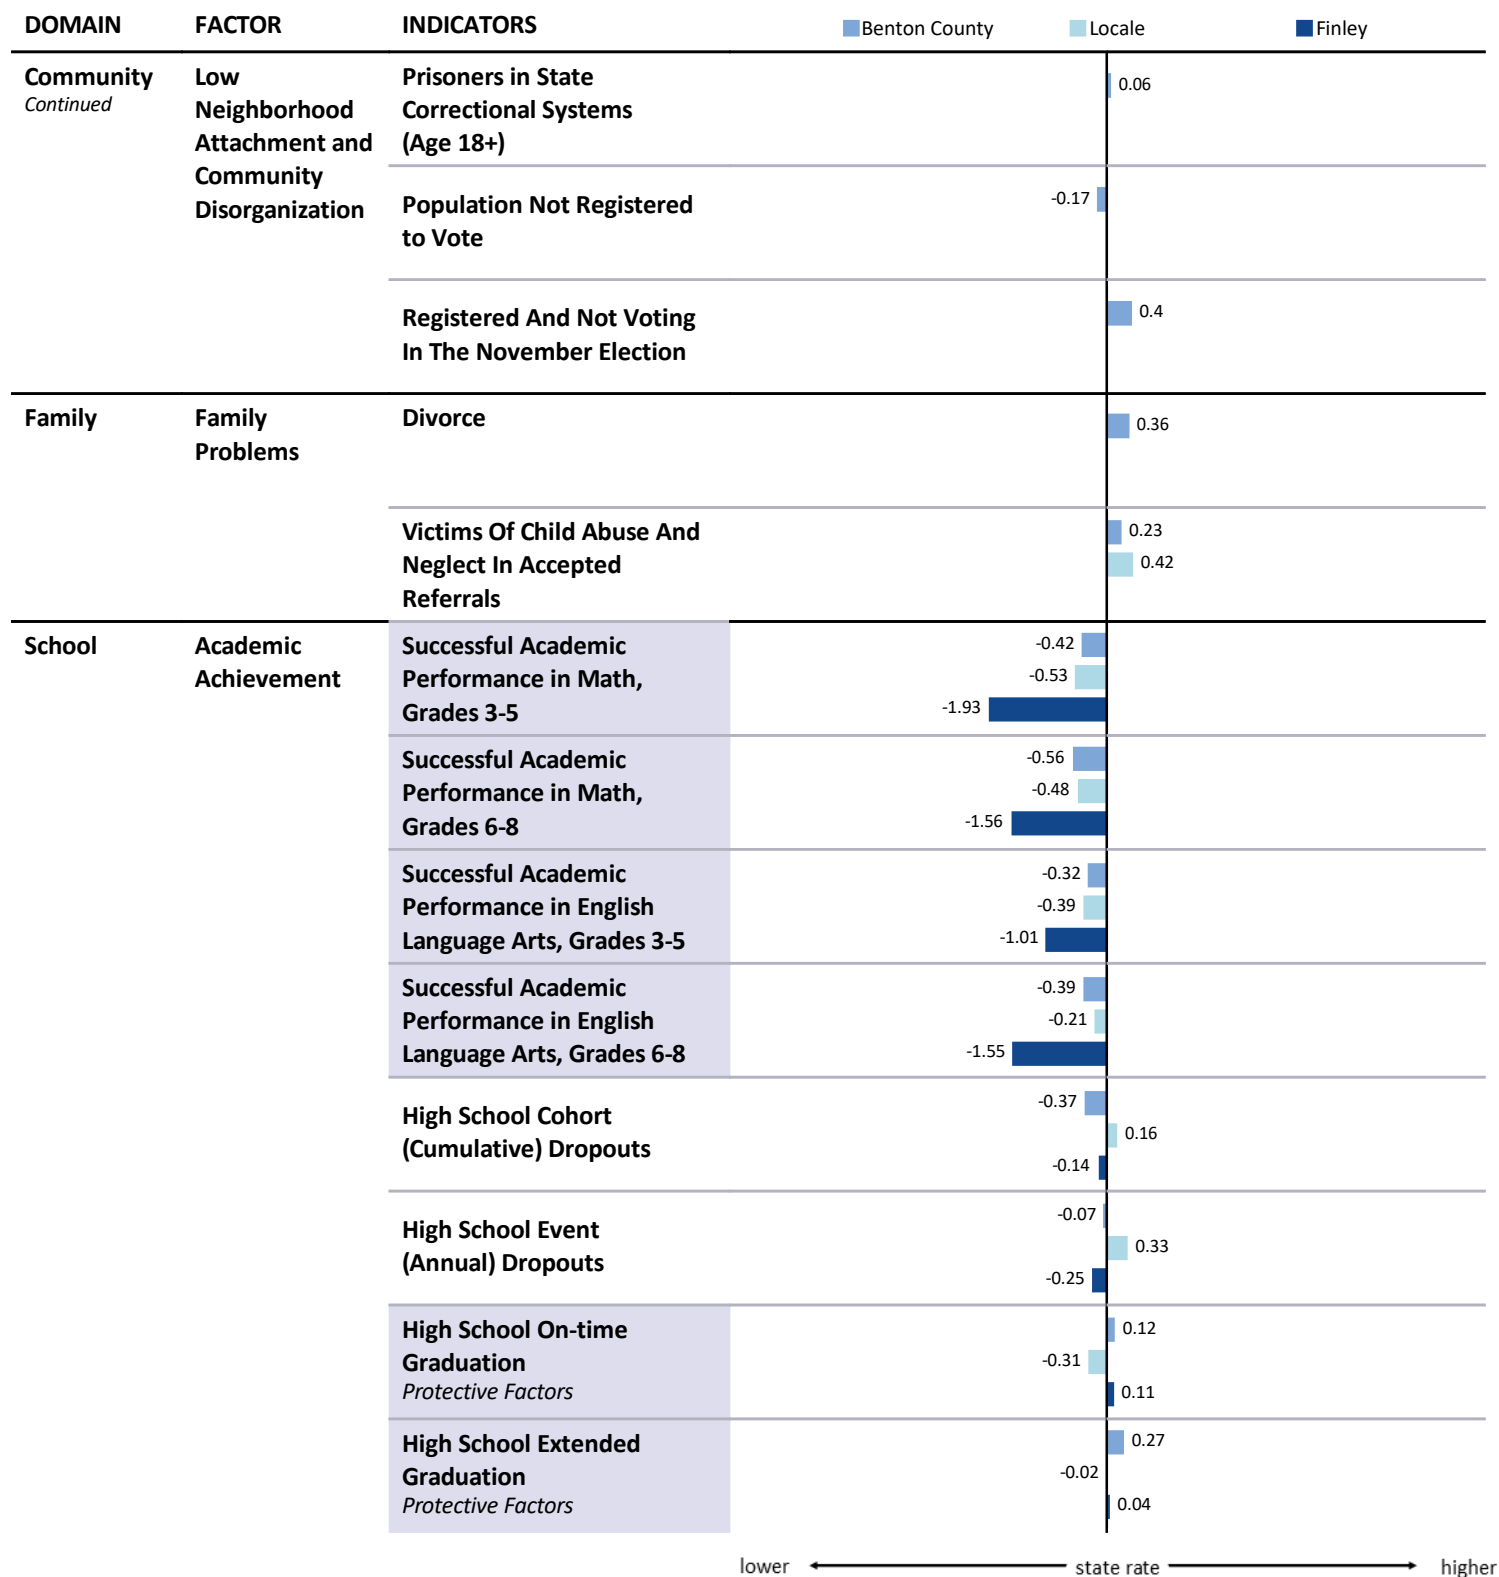 DOMAIN FACTOR INDICATORS Benton County Locale Finley
Community Low Prisoners in State 0.06
Continued Neighborhood Correctional Systems
Attachment and (Age 18+)
Community
Disorganization Population Not Registered -0.17
to Vote
Registered And Not Voting 0.4
In The November Election
Family Family Divorce 0.36
Problems
Victims Of Child Abuse And 0.23
Neglect In Accepted 0.42
Referrals
School Academic Successful Academic -0.42
Achievement Performance in Math, -0.53
Grades 3-5 -1.93
Successful Academic -0.56
Performance in Math, -0.48
Grades 6-8 -1.56
Successful Academic -0.32
Performance in English -0.39
Language Arts, Grades 3-5 -1.01
Successful Academic -0.39
Performance in English -0.21
Language Arts, Grades 6-8 -1.55
High School Cohort -0.37
(Cumulative) Dropouts 0.16
-0.14
High School Event -0.07
(Annual) Dropouts 0.33
-0.25
High School On-time 0.12
Graduation -0.31
Protective Factors 0.11
High School Extended 0.27
Graduation -0.02
Protective Factors 0.04
lower state rate higher